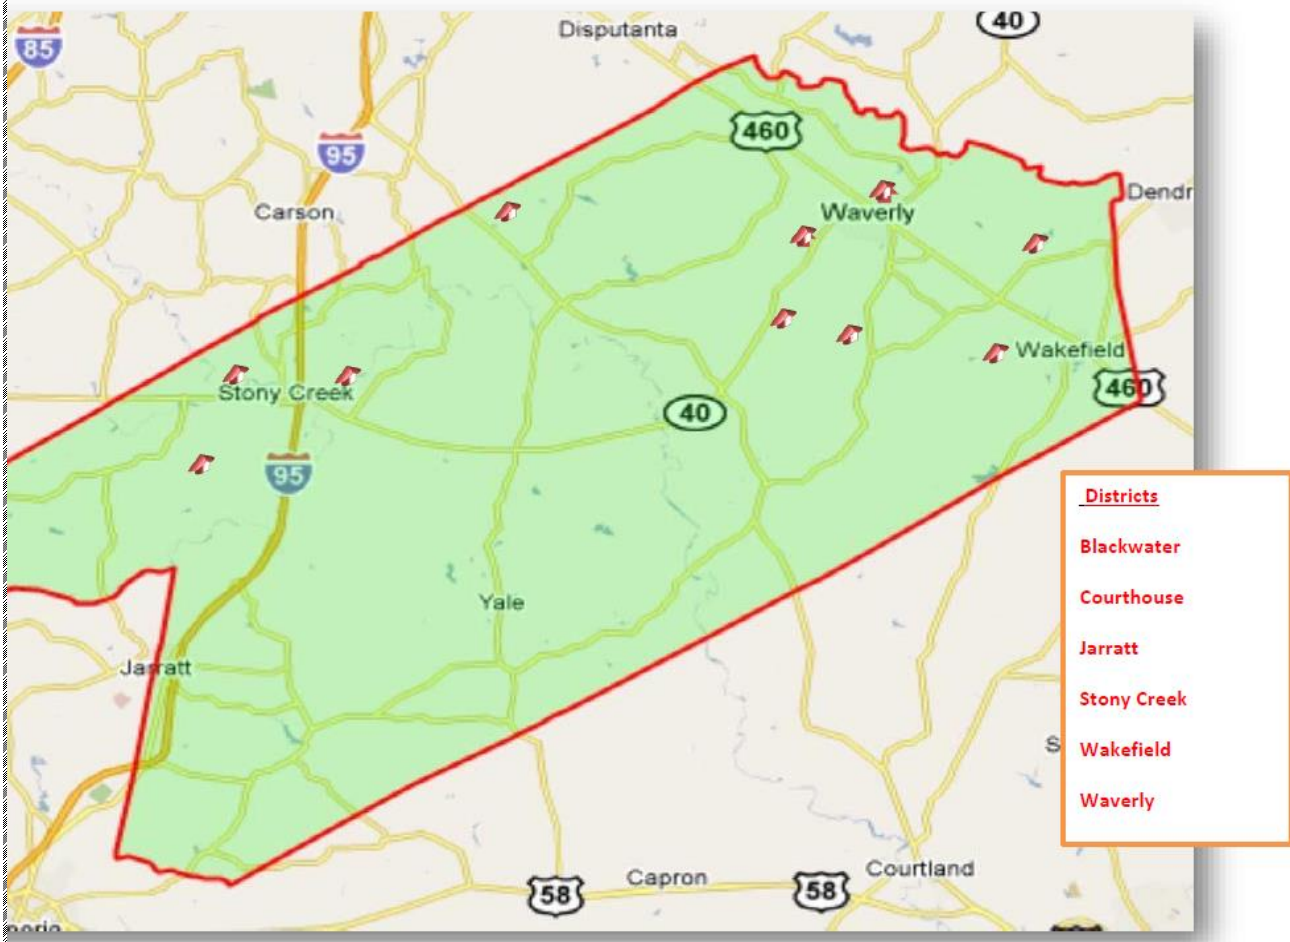 85
Disputanta
40
95
460
Carson
Dendr
Waverly
Stony Creek
Wakefield
460
40
95
Yale
Jarratt
58
Capron
58
Courtland
Districts
Blackwater
Courthouse
Jarratt
Stony Creek
Wakefield
Waverly
S